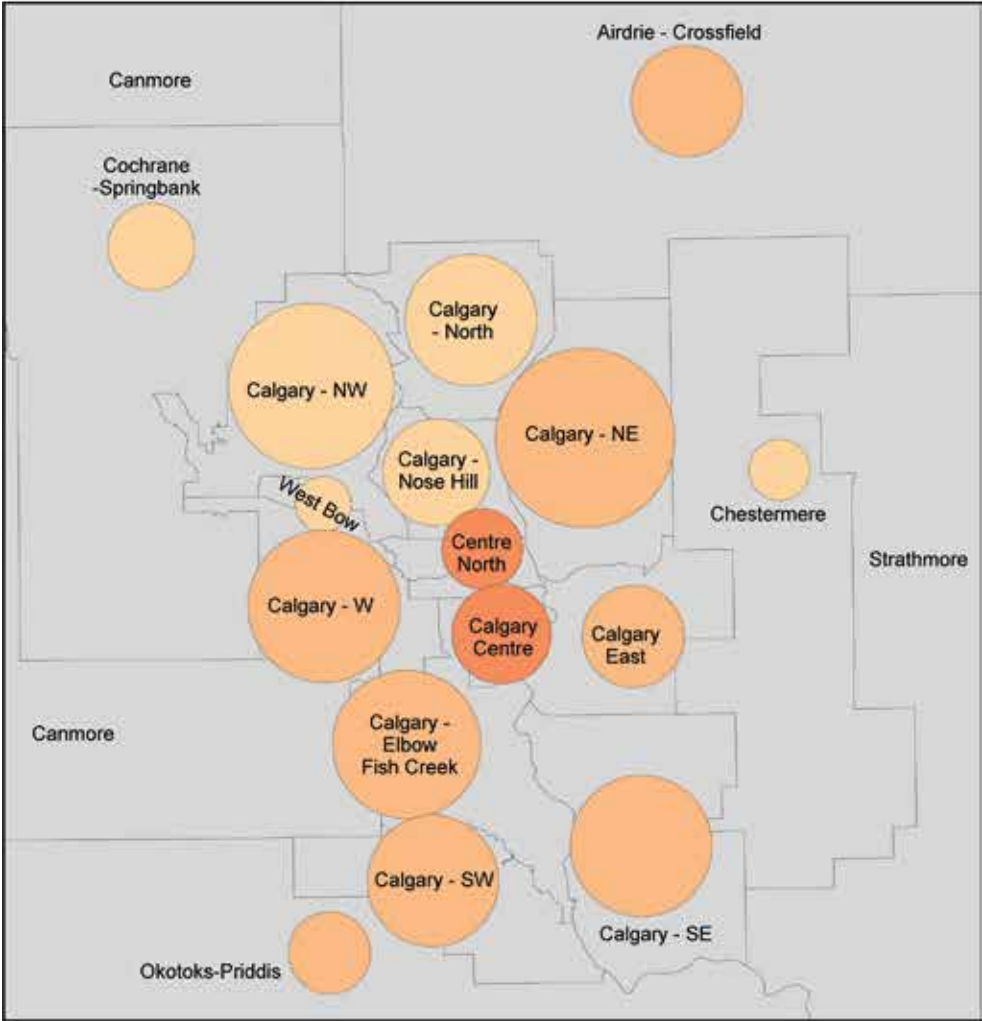 Airdrie - Crossfield
Canmore
Cochrane
-Springbank
Calgary
- North
Calgary - NW
Calgary - NE
Calgary -
Nose Hill
West Bow
Chestermere
Centre
North
Strathmore
Calgary - W
Calgary
Centre
Calgary
East
Canmore
Calgary -
Elbow
Fish Creek
Calgary - SW
Calgary - SE
Okotoks-Priddis